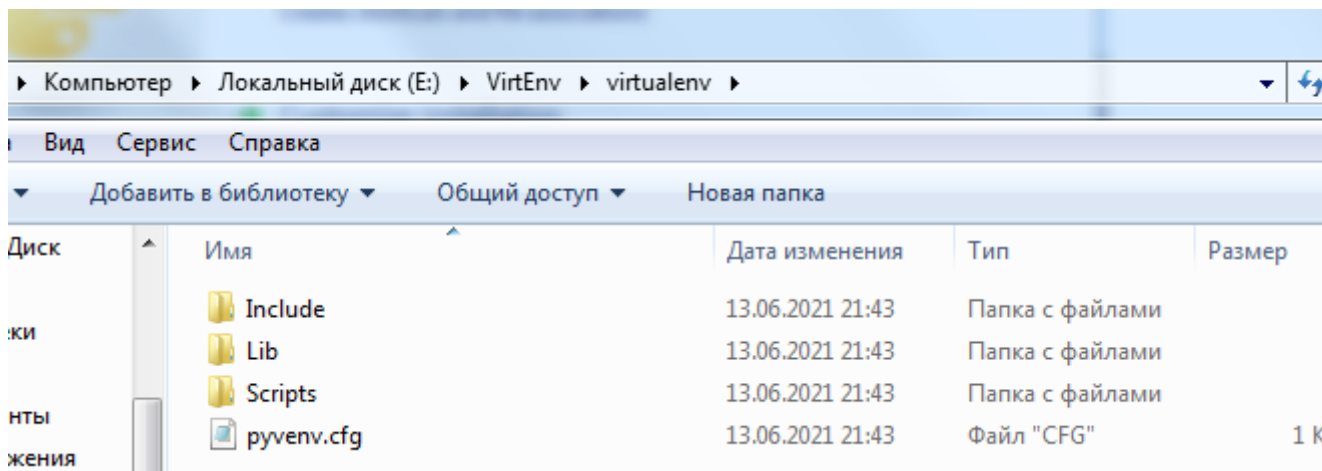 Компьютер Локальный диск (E:) VirtEnv virtualenv
Вид Сервис Справка
Добавить в библиотеку Общий доступ Новая папка
Диск Имя Дата изменения Тип Размер
Include 13.06.2021 21:43 Папка с файлами
Lib 13.06.2021 21:43 Папка с файлами
Scripts 13.06.2021 21:43 Папка с файлами
pyvenv.cfg 13.06.2021 21:43 Файл "CFG" 1